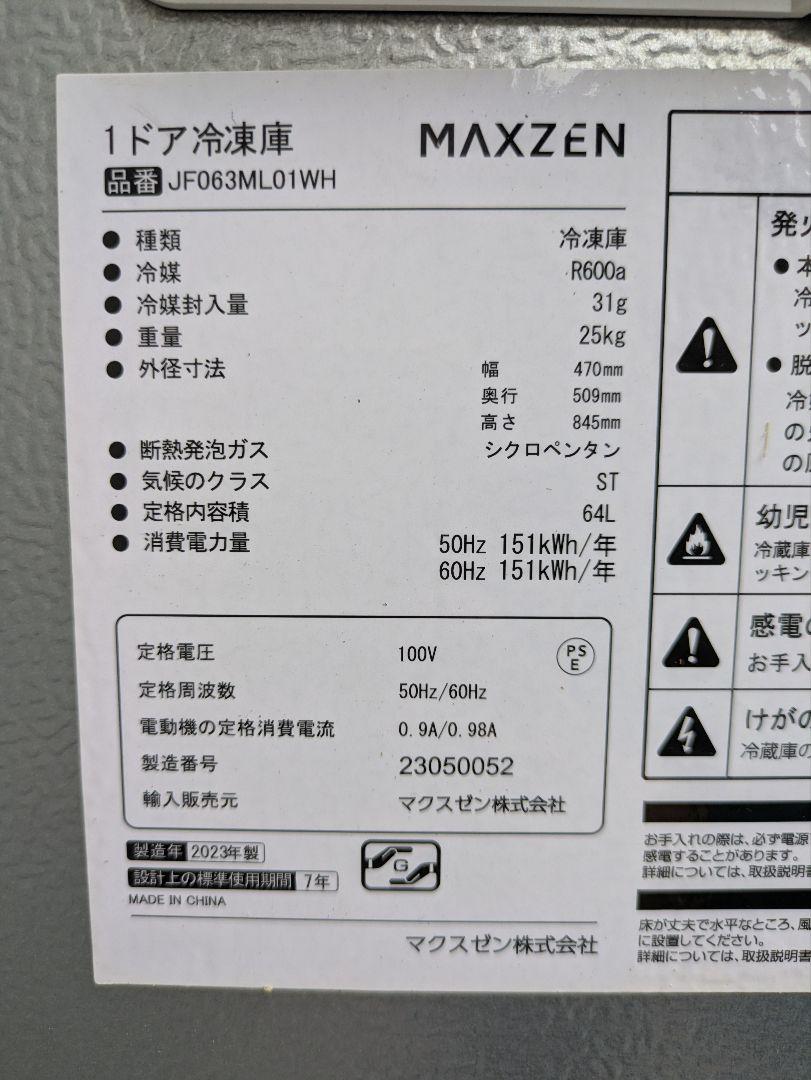 1ドア冷凍庫 MAXZEN
品番 JF063ML01WH
● 種類 冷凍庫
● 冷媒 R600a
● 冷媒封入量 31g
● 重量 25kg
● 外径寸法 幅 470mm
奥行 509mm
高さ 845mm
● 断熱発泡ガス シクロペンタン
● 気候のクラス ST
● 定格内容積 64L
● 消費電力量 50Hz 151kWh/年
60Hz 151kWh/年
定格電圧 100V
PS
E
定格周波数 50Hz/60Hz
電動機の定格消費電流 0.9A/0.98A
製造番号 23050052
輸入販売元 マクスゼン株式会社
製造年 2023年製
G
設計上の標準使用期間 7年
MADE IN CHINA
マクスゼン株式会社
発火
● 本
冷
ッ
● 脱
冷媒
の
の
幼児
冷蔵庫
ッキン
感電の
お手入
けがの
冷蔵庫の
お手入れの際は、必ず電源
感電することがあります。
詳細については、取扱説明書
床が丈夫で水平なところ、風
に設置してください。
詳細については、取扱説明書